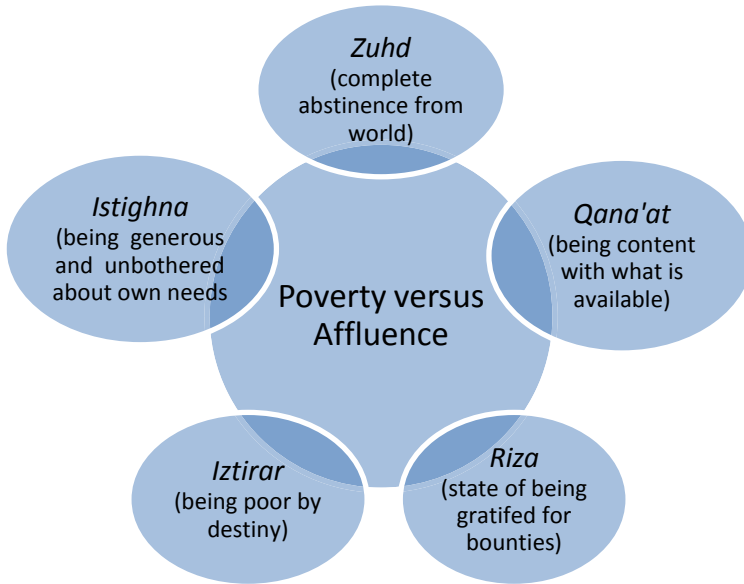 Zuhd
(complete
abstinence from
world)
Istighna
(being generous
and unbothered
about own needs
Qana'at
(being content
with what is
available)
Poverty versus
Affluence
Iztirar
(being poor by
destiny)
Riza
(state of being
gratifed for
bounties)